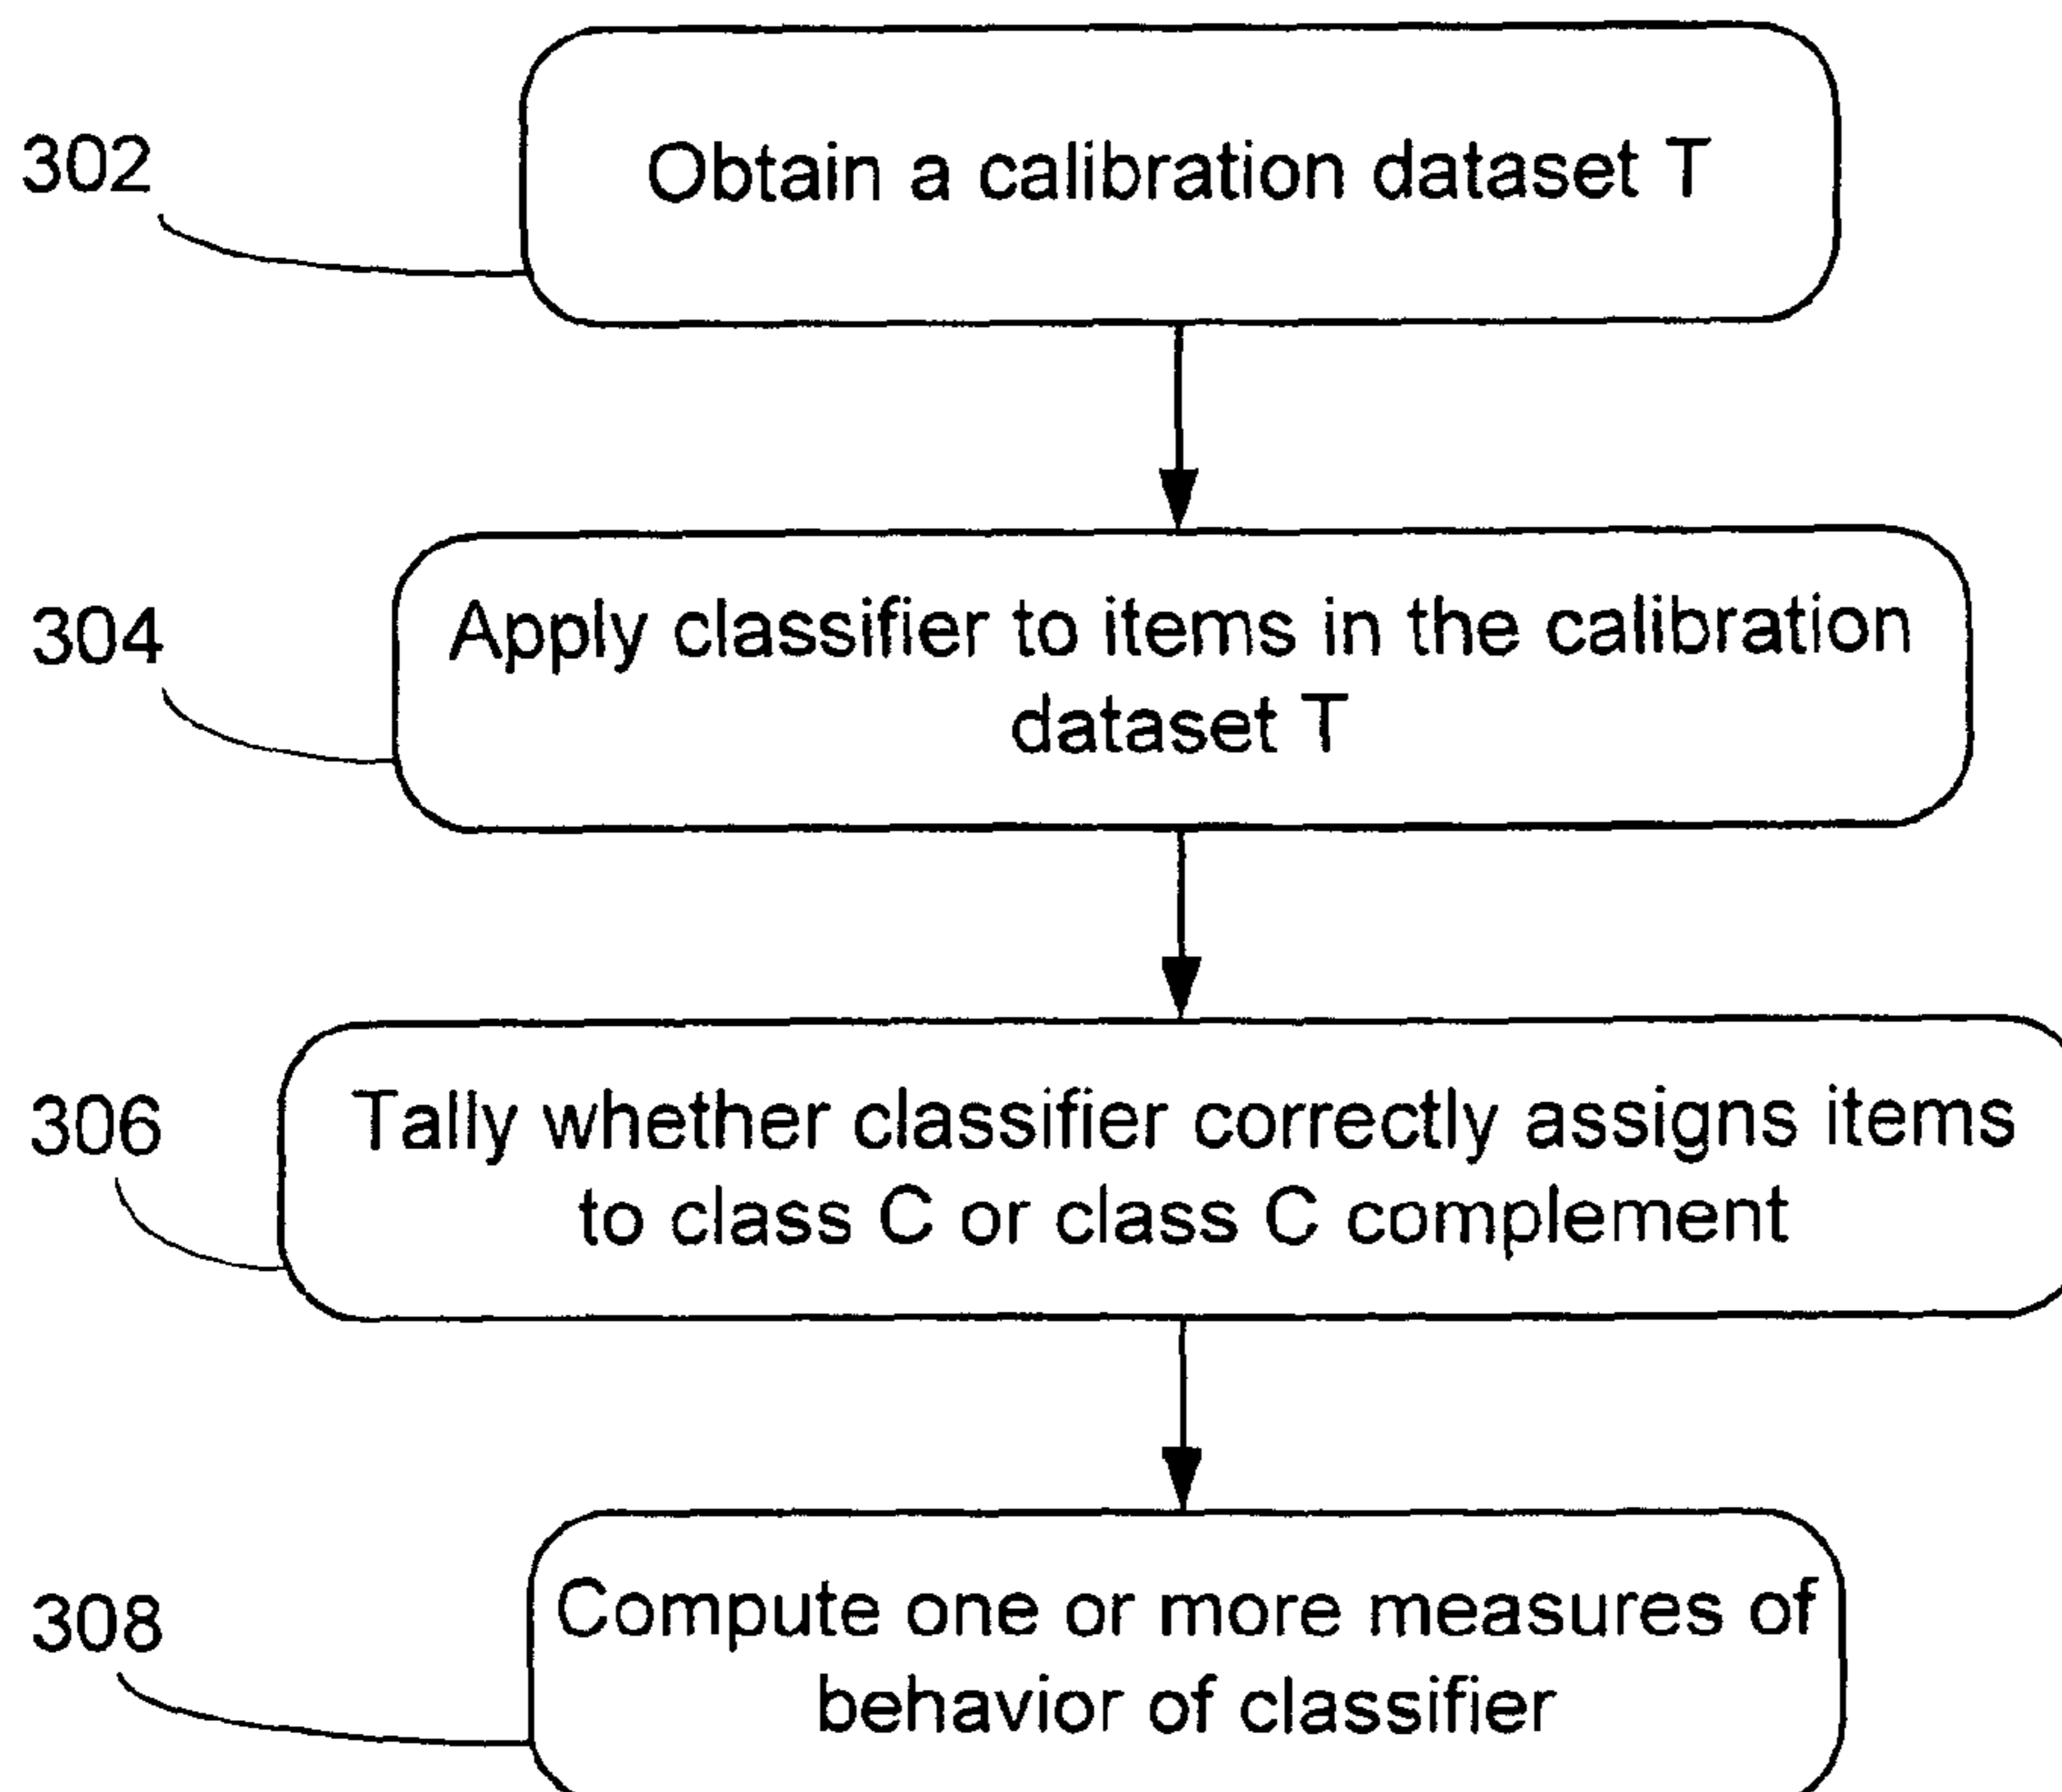 302
Obtain a calibration dataset T
304
Apply classifier to items in the calibration
dataset T
306
Tally whether classifier correctly assigns items
to class C or class C complement
308
Compute one or more measures of
behavior of classifier